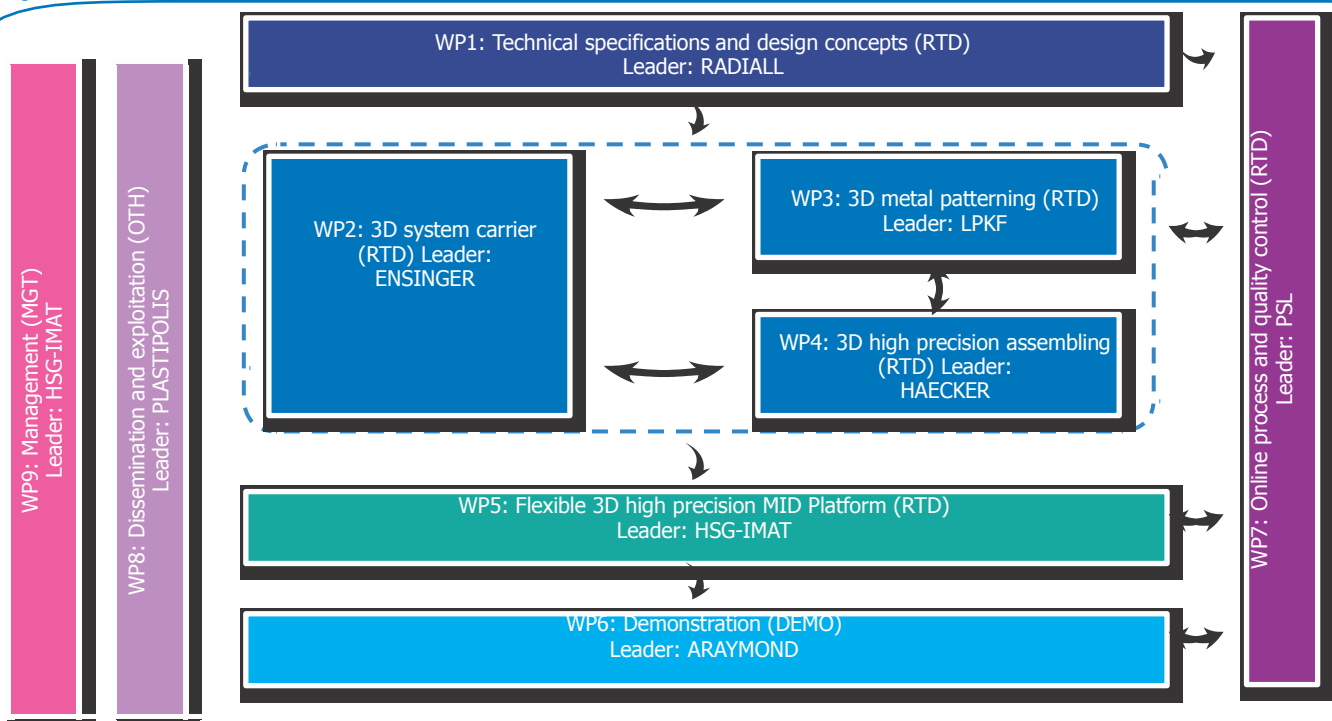 WP1: Technical specifications and design concepts (RTD)
Leader: RADIALL
WP9: Management (MGT)
Leader: HSG-IMAT
WP8: Dissemination and exploitation (OTH)
Leader: PLASTIPOLIS
WP2: 3D system carrier
(RTD) Leader:
ENSINGER
WP3: 3D metal patterning (RTD)
Leader: LPKF
WP4: 3D high precision assembling
(RTD) Leader:
HAECKER
WP7: Online process and quality control (RTD)
Leader: PSL
WP5: Flexible 3D high precision MID Platform (RTD)
Leader: HSG-IMAT
WP6: Demonstration (DEMO)
Leader: ARAYMOND